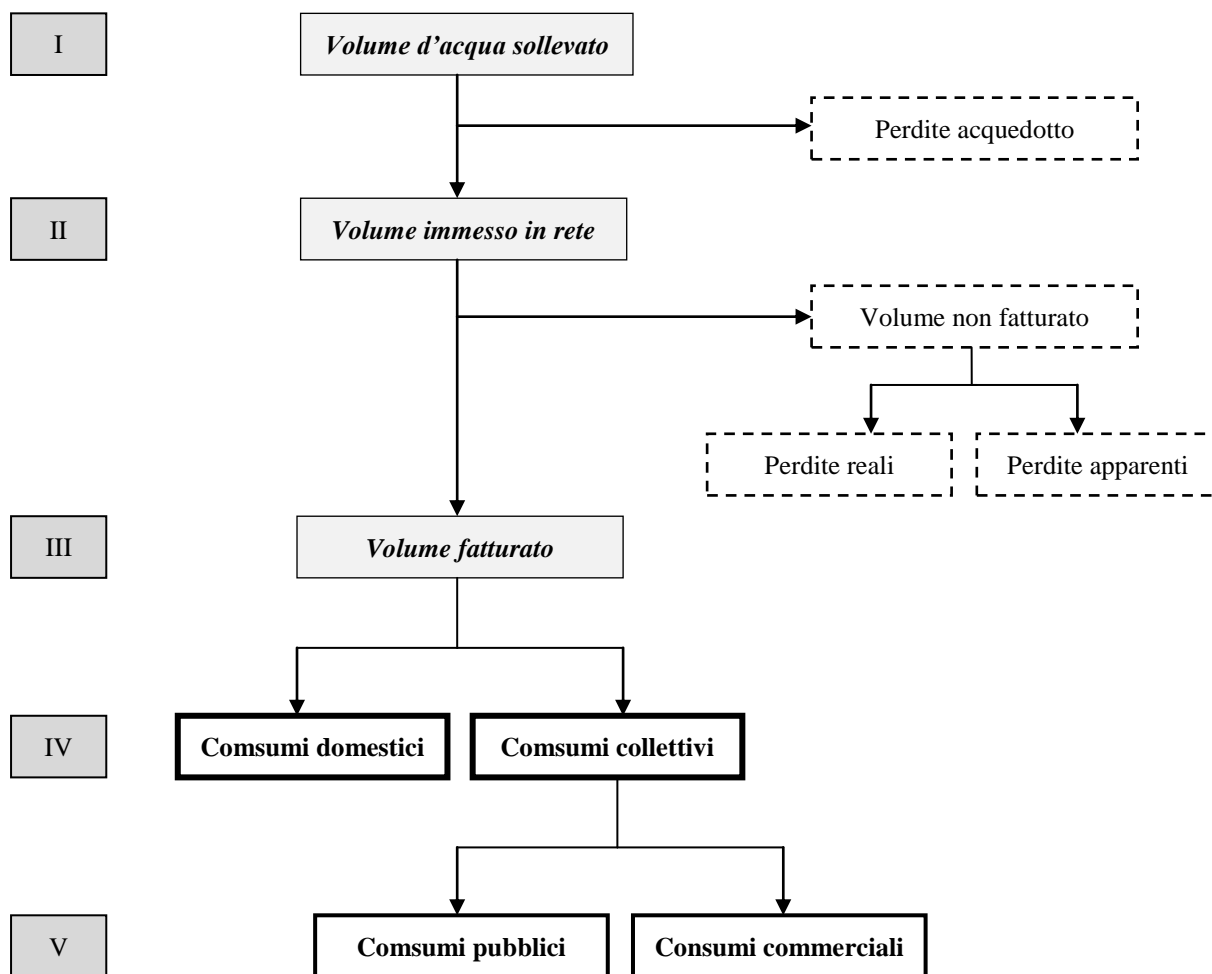 I
Volume d’acqua sollevato
Perdite acquedotto
II
Volume immesso in rete
Volume non fatturato
Perdite reali
Perdite apparenti
III
Volume fatturato
IV
Comsumi domestici
Comsumi collettivi
V
Comsumi pubblici
Consumi commerciali